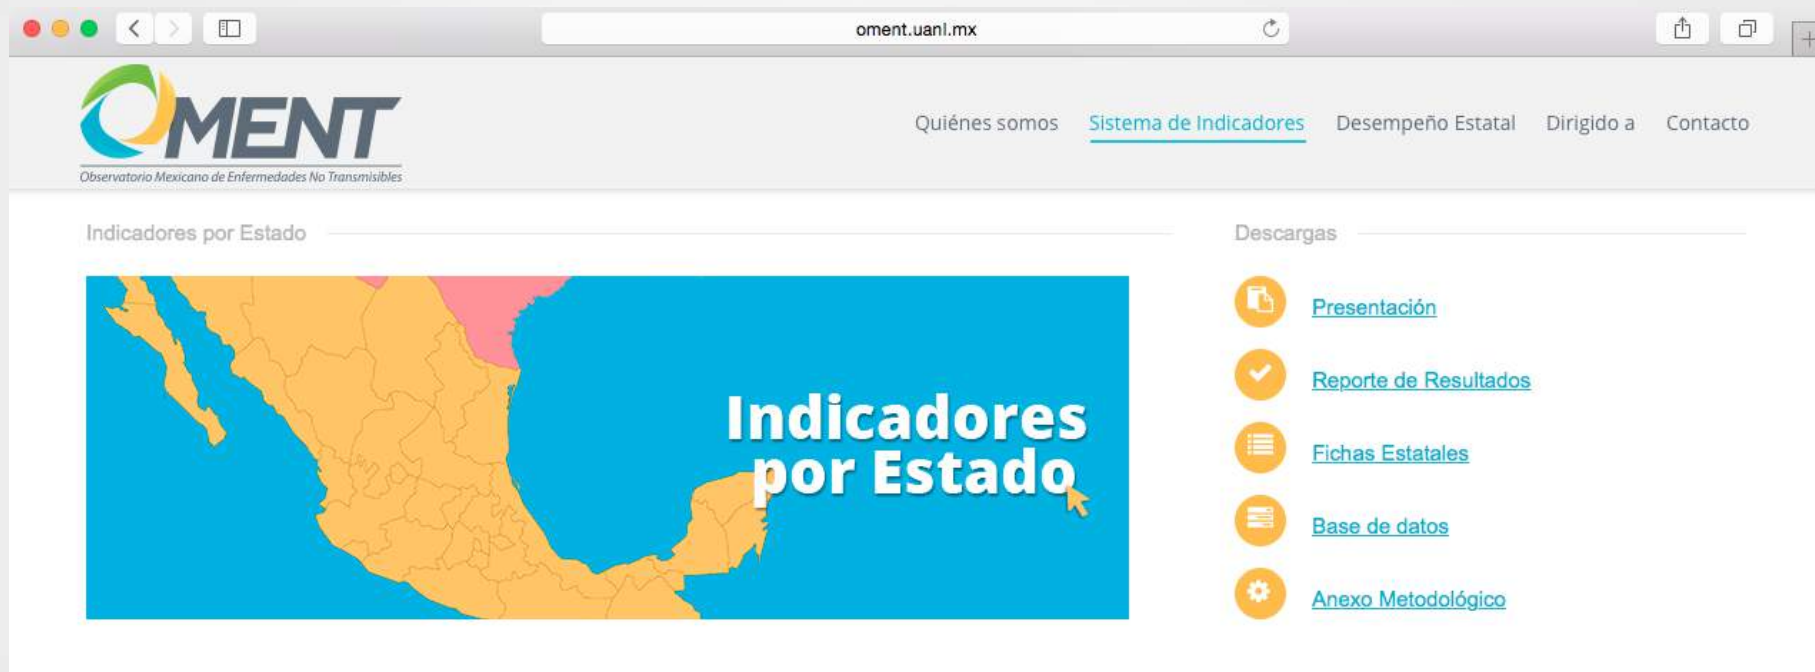 oment.uanl.mx
OMENT
Observatorio Mexicano de Enfermedades No Transmisibles
Quiénes somos Sistema de Indicadores Desempeño Estatal Dirigido a Contacto
Indicadores por Estado
Indicadores
por Estado
Descargas
Presentación
Reporte de Resultados
Fichas Estatales
Base de datos
Anexo Metodológico